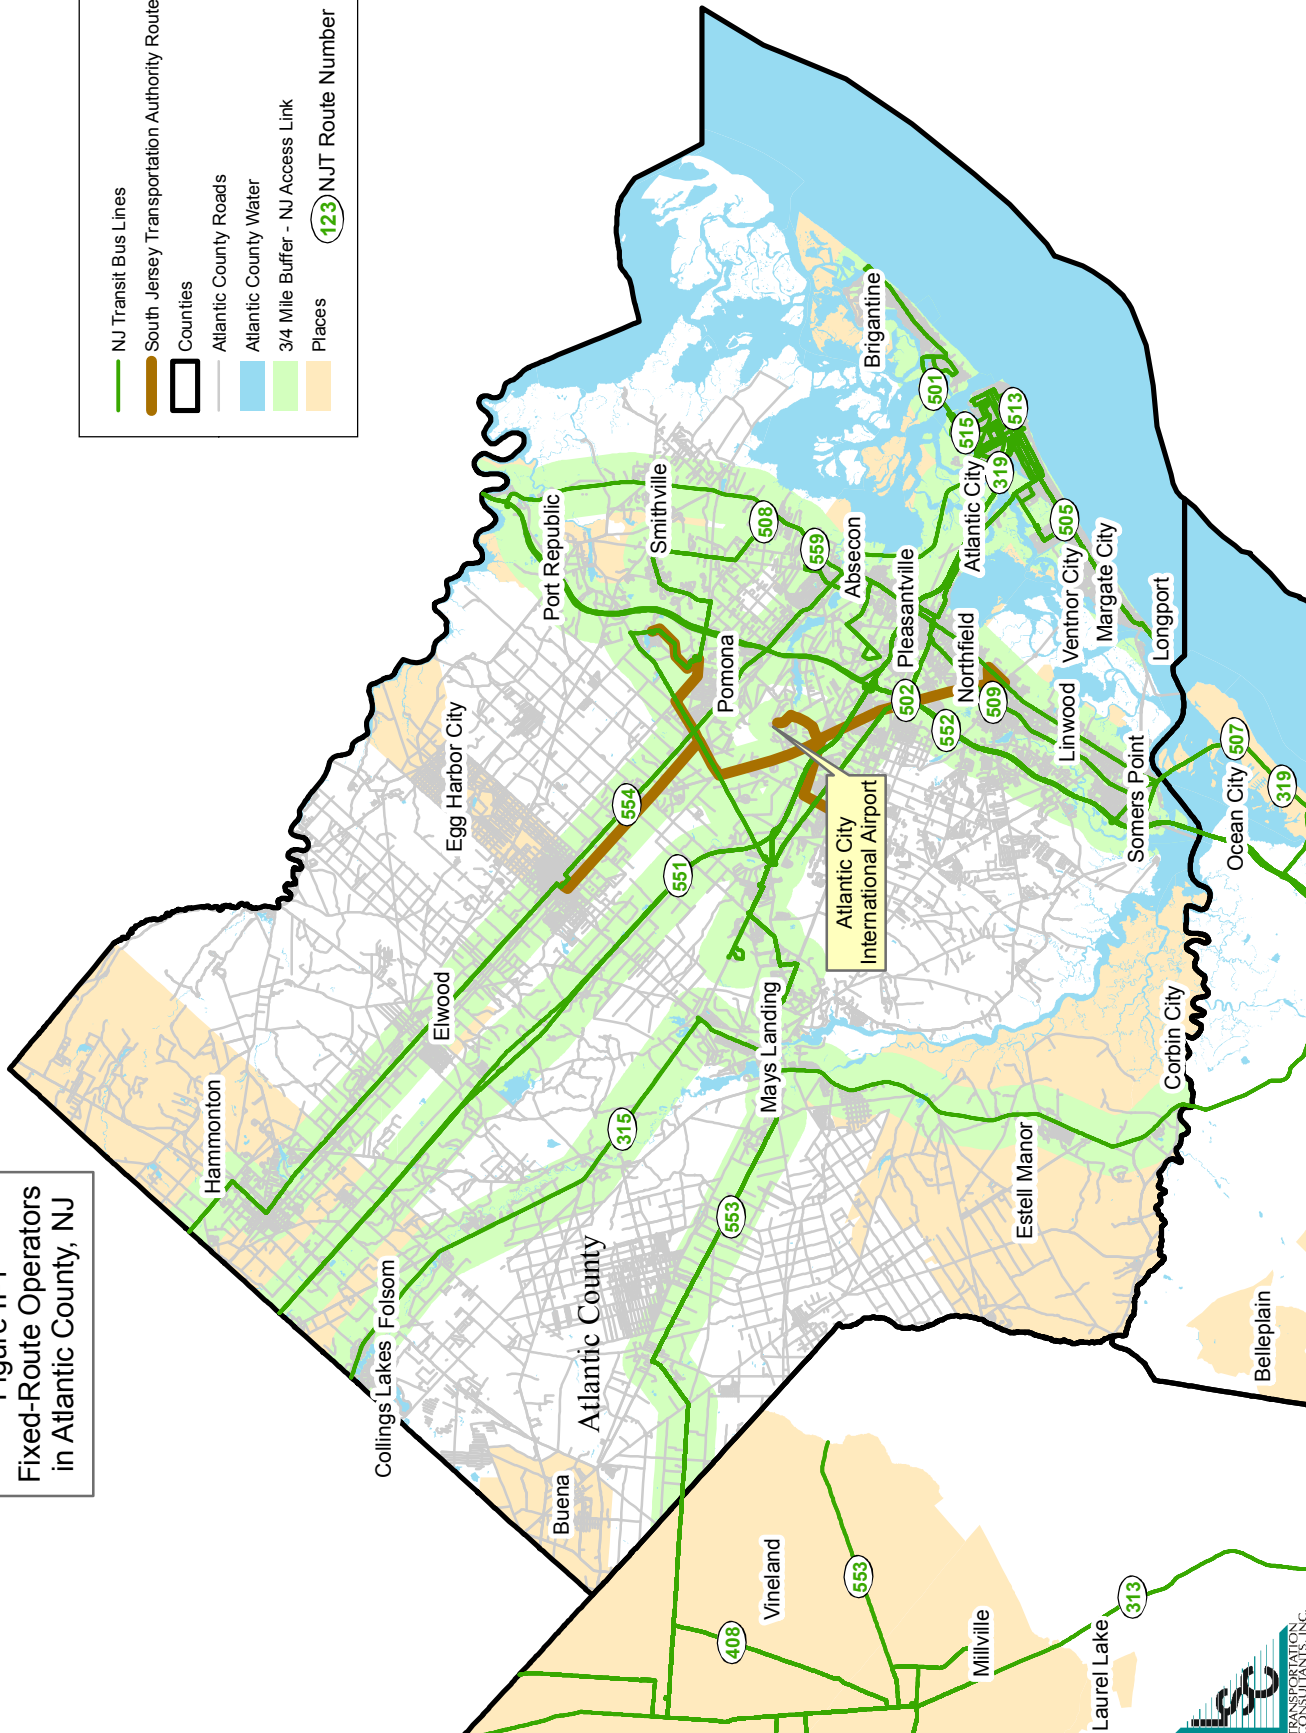 Fixed-Route Operators
in Atlantic County, NJ
NJ Transit Bus Lines
South Jersey Transportation Authority Route
Counties
Atlantic County Roads
Atlantic County Water
3/4 Mile Buffer - NJ Access Link
Places
123 NJT Route Number
Hammonton
Elwood
Egg Harbor City
Port Republic
Smithville
Pomona
Absecon
Brigantine
Pleasantville
Atlantic City
Northfield
Ventnor City
Margate City
Longport
Linwood
Somers Point
Ocean City
Atlantic City
International Airport
Mays Landing
Corbin City
Estell Manor
Folsom
Collings Lakes
Atlantic County
Buena
Vineland
Millville
Laurel Lake
Belleplain
554
551
315
553
508
559
501
515
513
319
505
502
552
509
507
319
408
553
313
LSC
TRANSPORTATION
CONSULTANTS, INC.